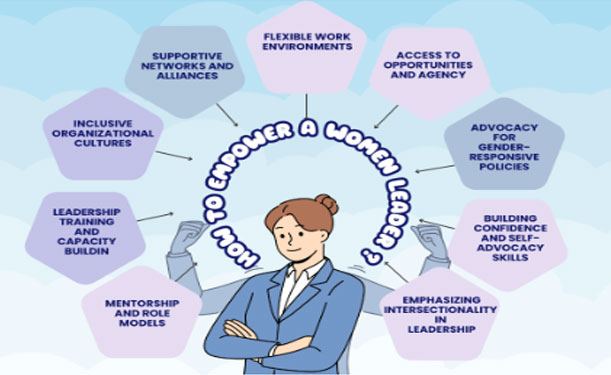 HOW TO EMPOWER A WOMEN LEADER?
MENTORSHIP
AND ROLE
MODELS
LEADERSHIP
TRAINING
AND
CAPACITY
BUILDIN
INCLUSIVE
ORGANIZATIONAL
CULTURES
SUPPORTIVE
NETWORKS AND
ALLIANCES
FLEXIBLE WORK
ENVIRONMENTS
ACCESS TO
OPPORTUNITIES
AND AGENCY
ADVOCACY
FOR
GENDER-
RESPONSIVE
POLICIES
BUILDING
CONFIDENCE
AND SELF-
ADVOCACY
SKILLS
EMPHASIZING
INTERSECTIONALITY
IN
LEADERSHIP